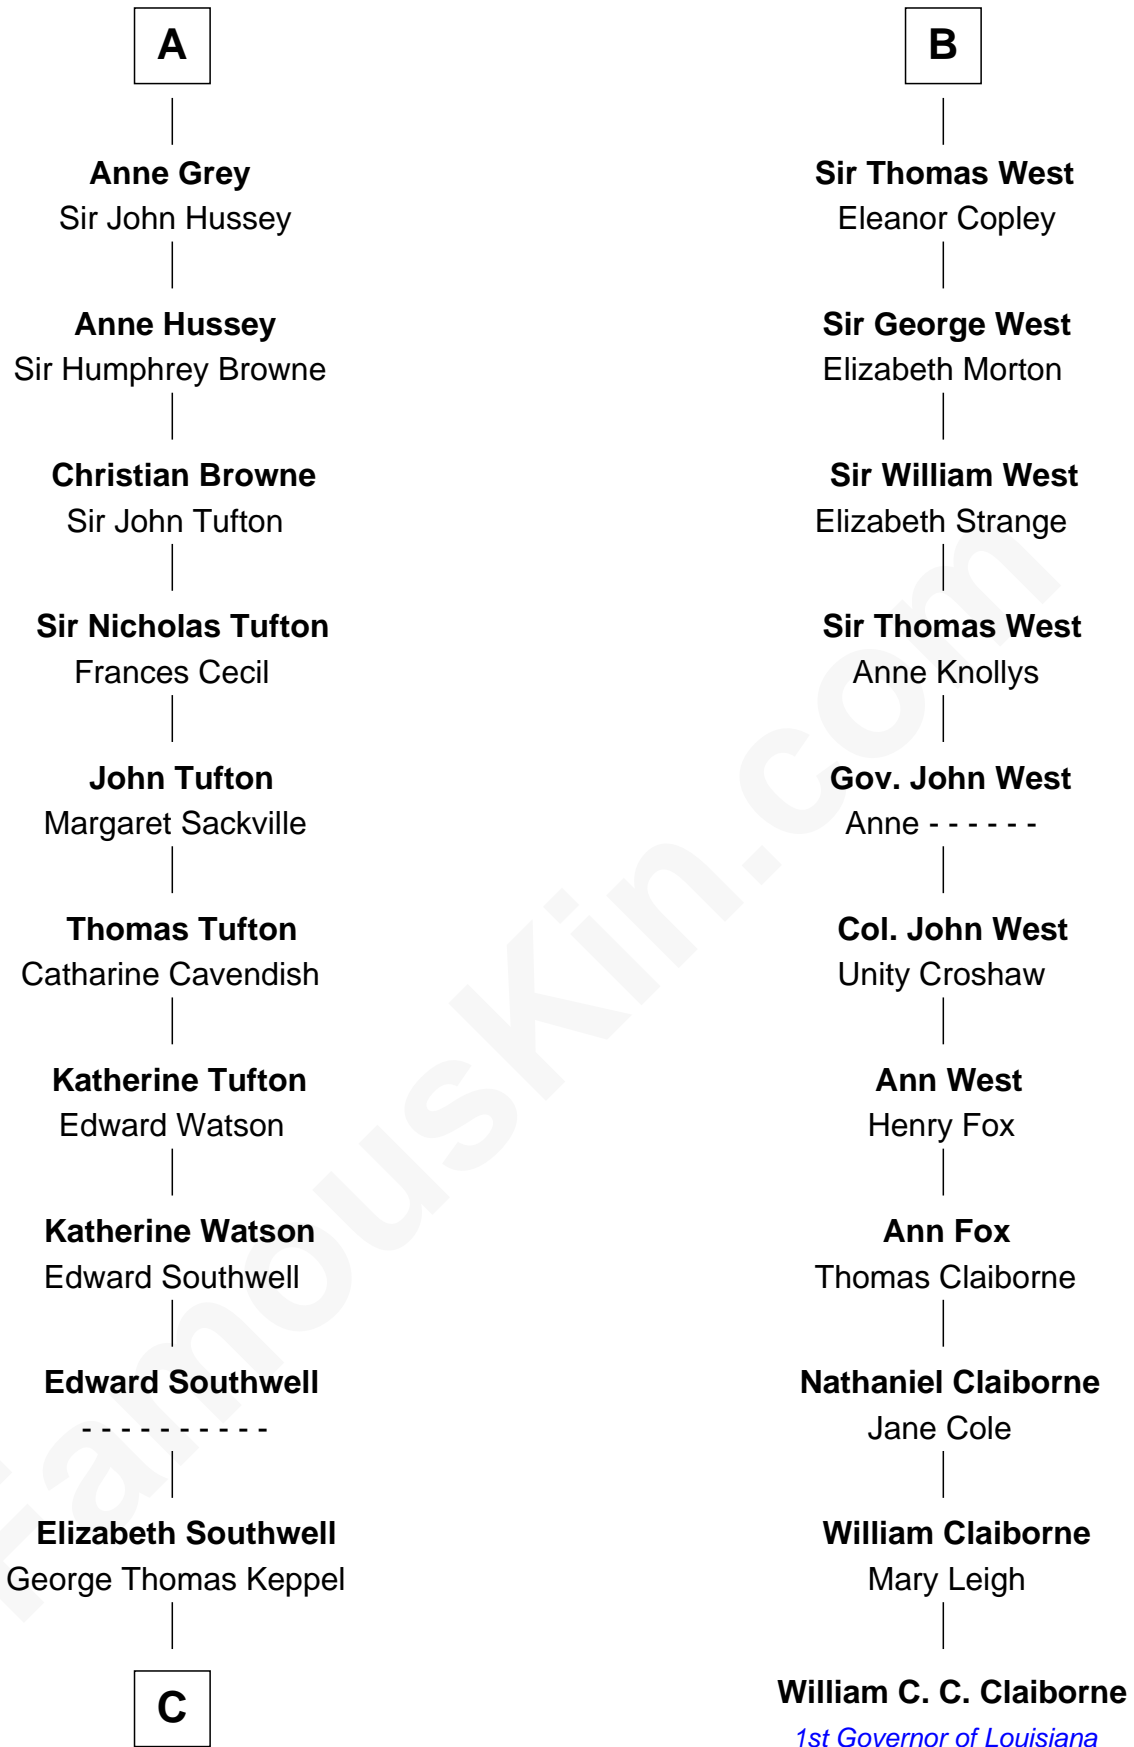 A
Anne Grey
Sir John Hussey
Anne Hussey
Sir Humphrey Browne
Christian Browne
Sir John Tufton
Sir Nicholas Tufton
Frances Cecil
John Tufton
Margaret Sackville
Thomas Tufton
Catharine Cavendish
Katherine Tufton
Edward Watson
Katherine Watson
Edward Southwell
Edward Southwell
- - - - - - - - - -
Elizabeth Southwell
George Thomas Keppel
C
B
Sir Thomas West
Eleanor Copley
Sir George West
Elizabeth Morton
Sir William West
Elizabeth Strange
Sir Thomas West
Anne Knollys
Gov. John West
Anne - - - - - -
Col. John West
Unity Croshaw
Ann West
Henry Fox
Ann Fox
Thomas Claiborne
Nathaniel Claiborne
Jane Cole
William Claiborne
Mary Leigh
William C. C. Claiborne
1st Governor of Louisiana
FamousKin.com